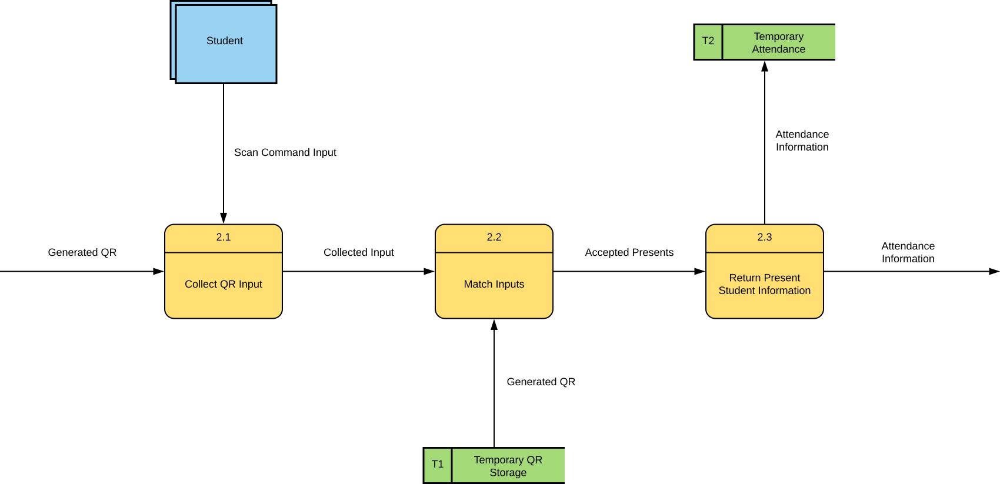 Student
T2
Temporary
Attendance
Attendance
Information
Scan Command Input
Generated QR
2.1
Collect QR Input
Collected Input
2.2
Match Inputs
Accepted Presents
2.3
Return Present
Student Information
Attendance
Information
Generated QR
T1
Temporary QR
Storage